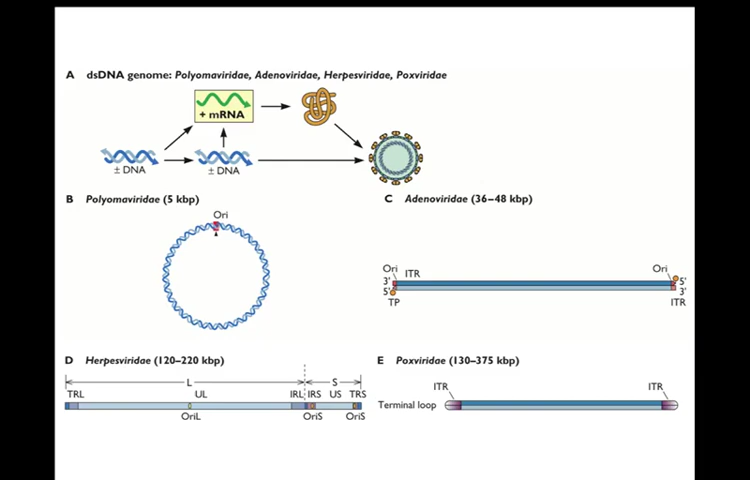 A dsDNA genome: Polyomaviridae, Adenoviridae, Herpesviridae, Poxviridae
+ mRNA
± DNA
± DNA
B Polyomaviridae (5 kbp)
Ori
C Adenoviridae (36–48 kbp)
Ori
ITR
Ori
3'
5'
5'
3'
TP
ITR
D Herpesviridae (120–220 kbp)
L
S
TRL
UL
IRL
IRS
US
TRS
OriL
OriS
OriS
E Poxviridae (130–375 kbp)
ITR
ITR
Terminal loop